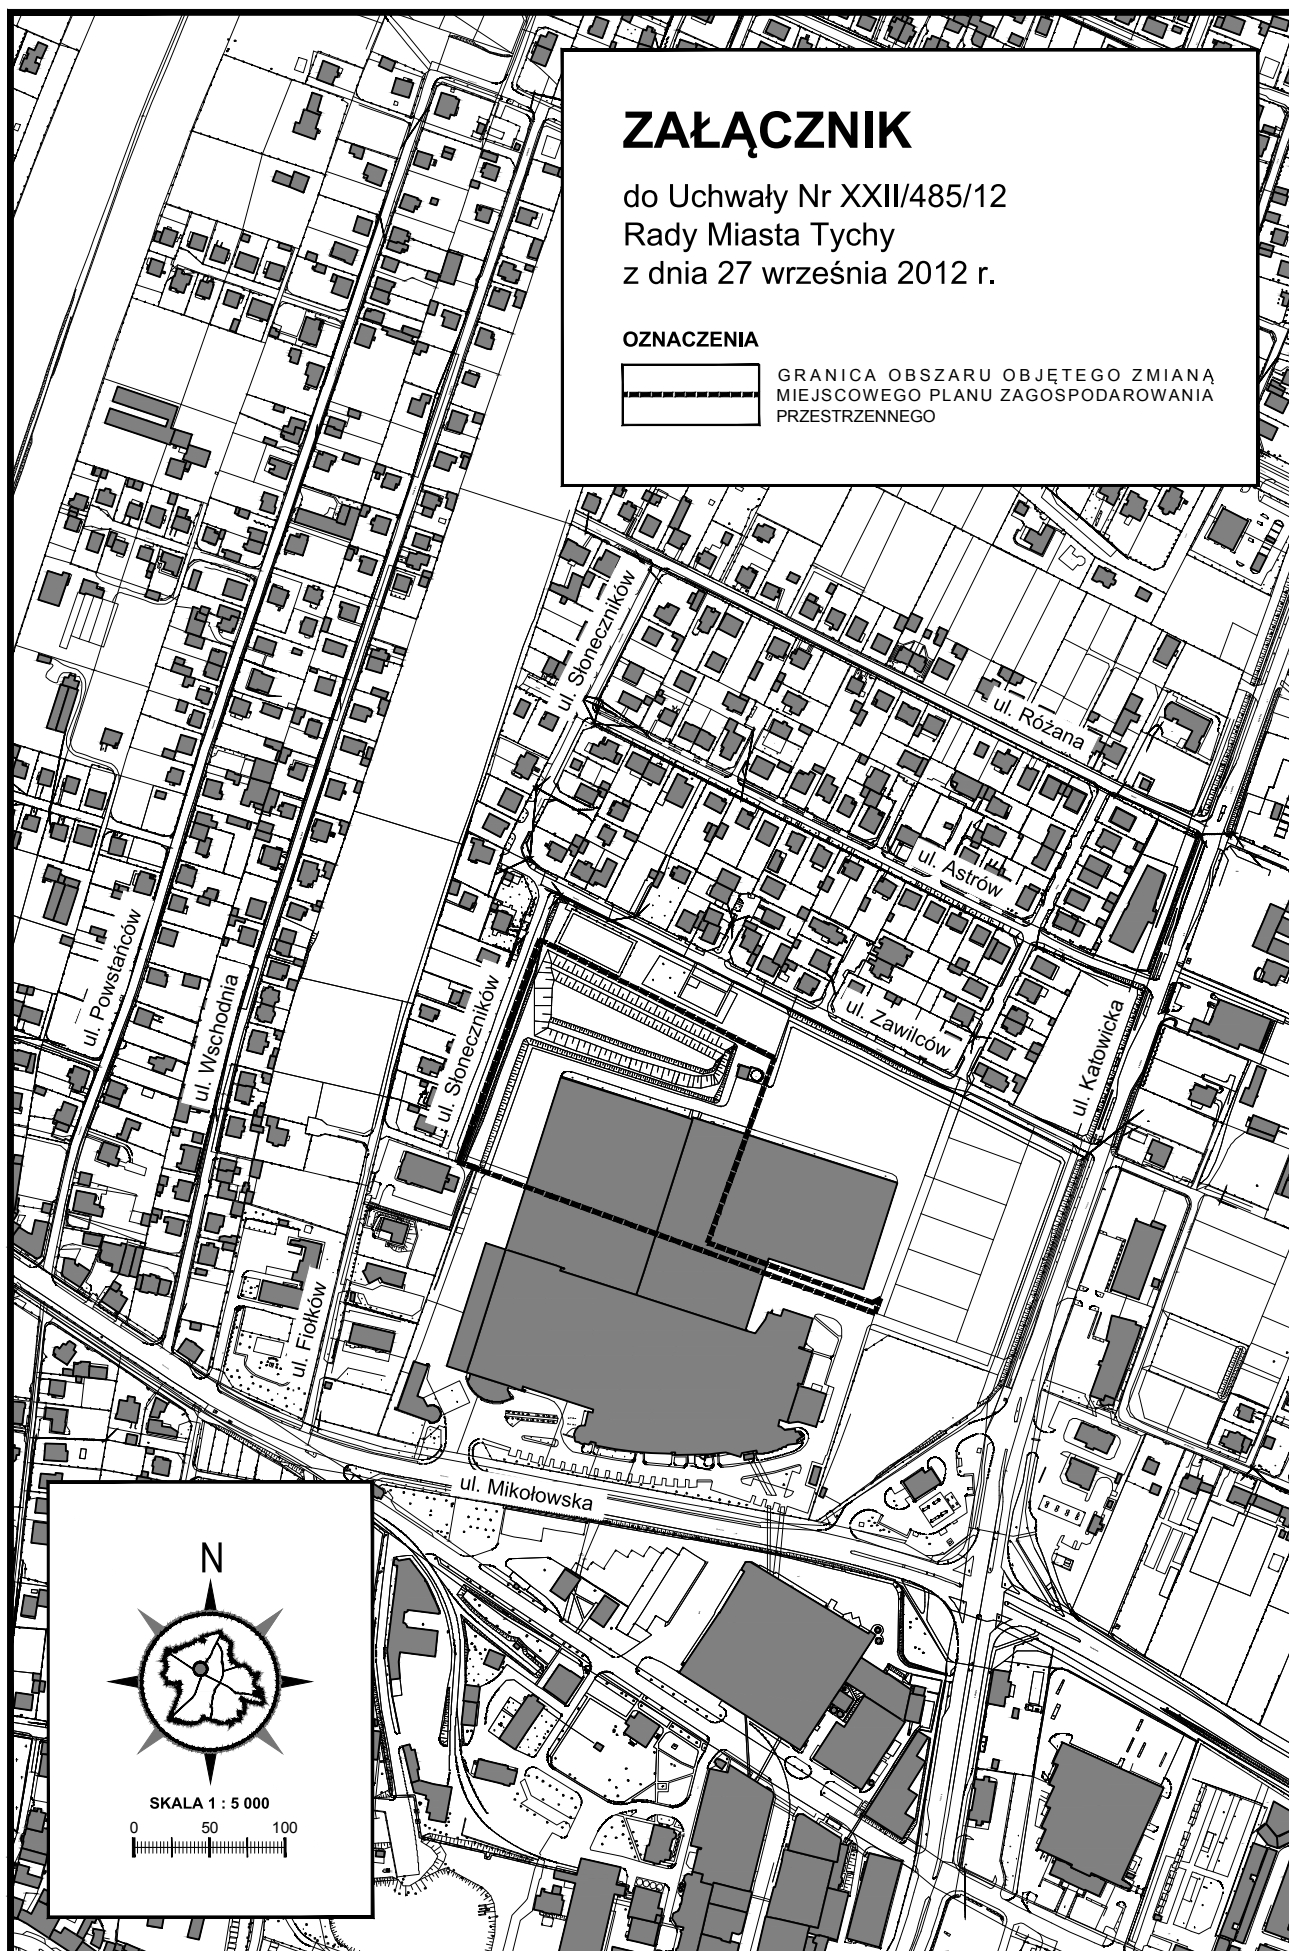 ZAŁĄCZNIK
do Uchwały Nr XXII/485/12
Rady Miasta Tychy
z dnia 27 września 2012 r.
OZNACZENIA
GRANICA OBSZARU OBJĘTEGO ZMIANĄ
MIEJSCOWEGO PLANU ZAGOSPODAROWANIA
PRZESTRZENNEGO
ul. Słoneczników
ul. Różana
ul. Astrów
ul. Powstańców
ul. Wschodnia
ul. Słoneczników
ul. Zawilców
ul. Katowicka
ul. Fiołków
ul. Mikołowska
N
SKALA 1 : 5 000
0 50 100